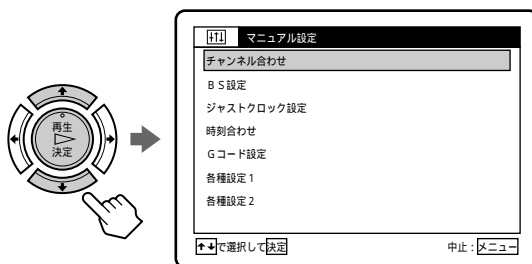 マニュアル設定
チャンネル合わせ
BS設定
ジャストクロック設定
時刻合わせ
Gコード設定
各種設定1
各種設定2
↑↓で選択して決定 中止:メニュー
再生
決定